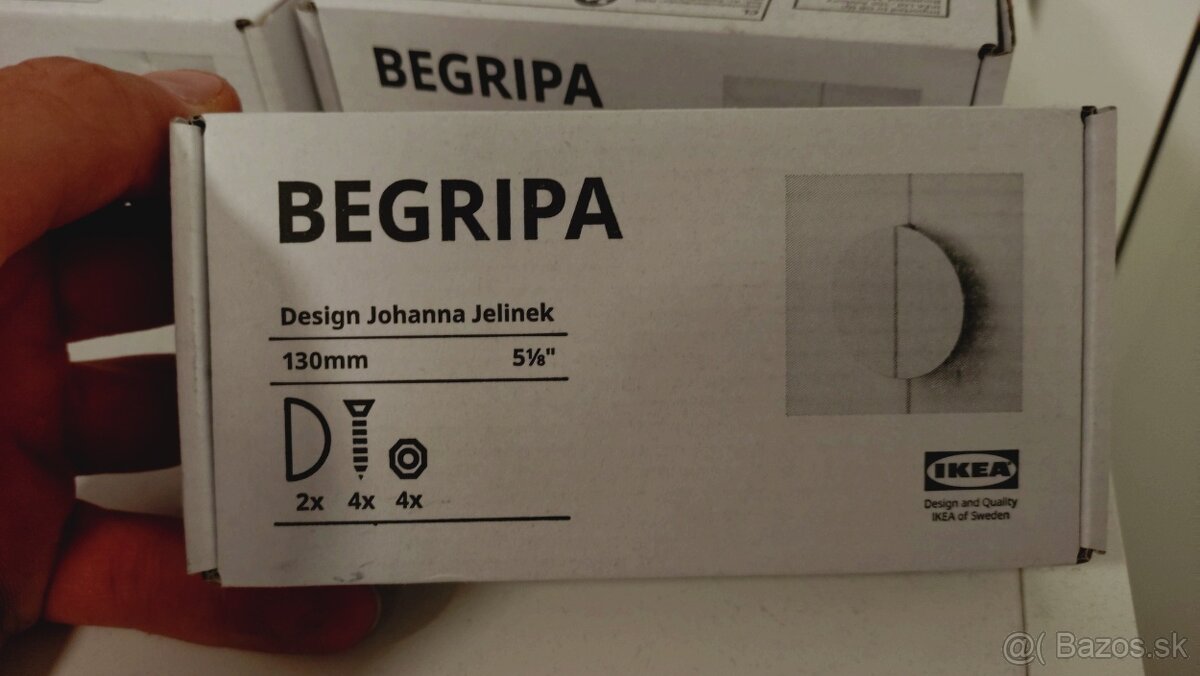 BEGRIPA
BEGRIPA
Design Johanna Jelinek
130mm 5⅛"
2x 4x 4x
IKEA
Design and Quality
IKEA of Sweden
@( Bazos.sk